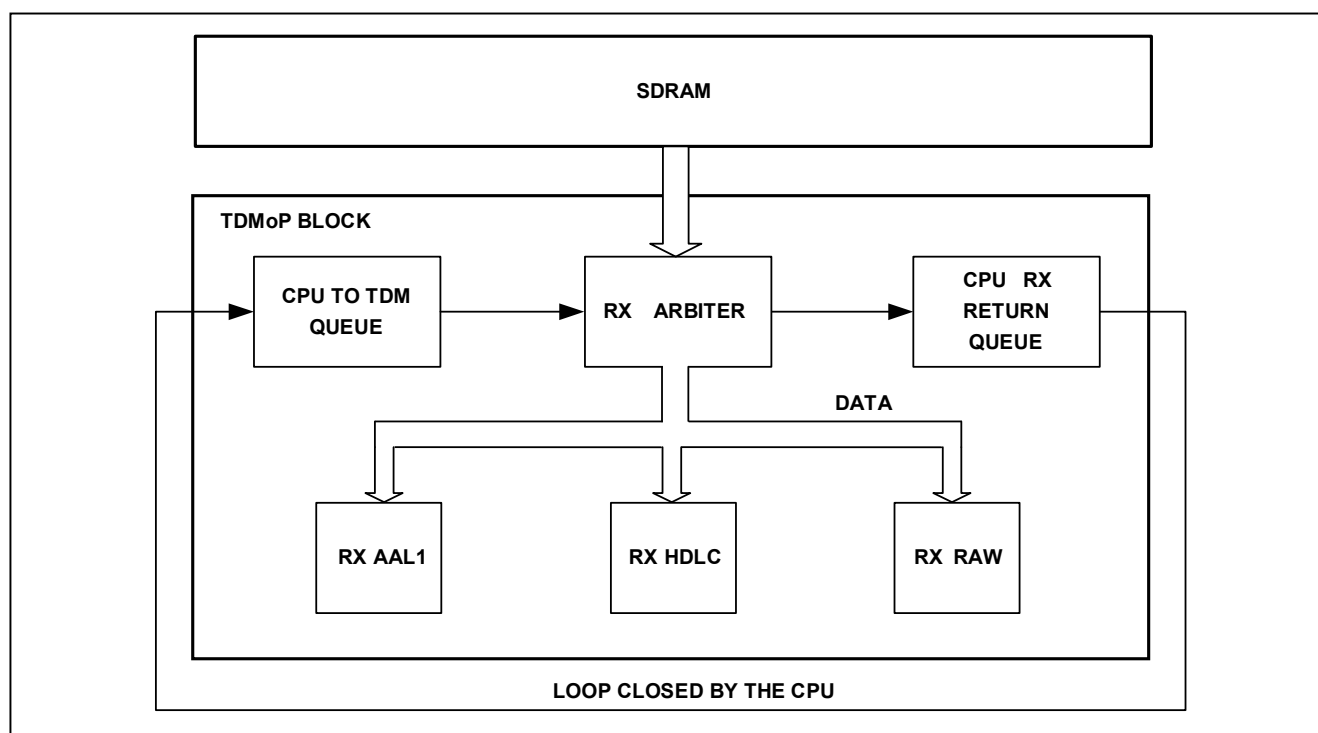 SDRAM
TDMoP BLOCK
CPU TO TDM
QUEUE
RX ARBITER
CPU RX
RETURN
QUEUE
DATA
RX AAL1
RX HDLC
RX RAW
LOOP CLOSED BY THE CPU